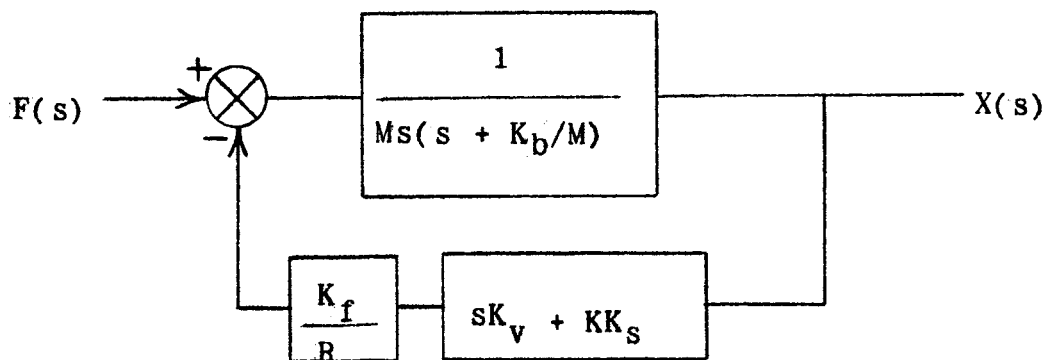 1
+
F(s)
X(s)
Ms(s + K_b/M)
-
K_f
sK_v + KK_s